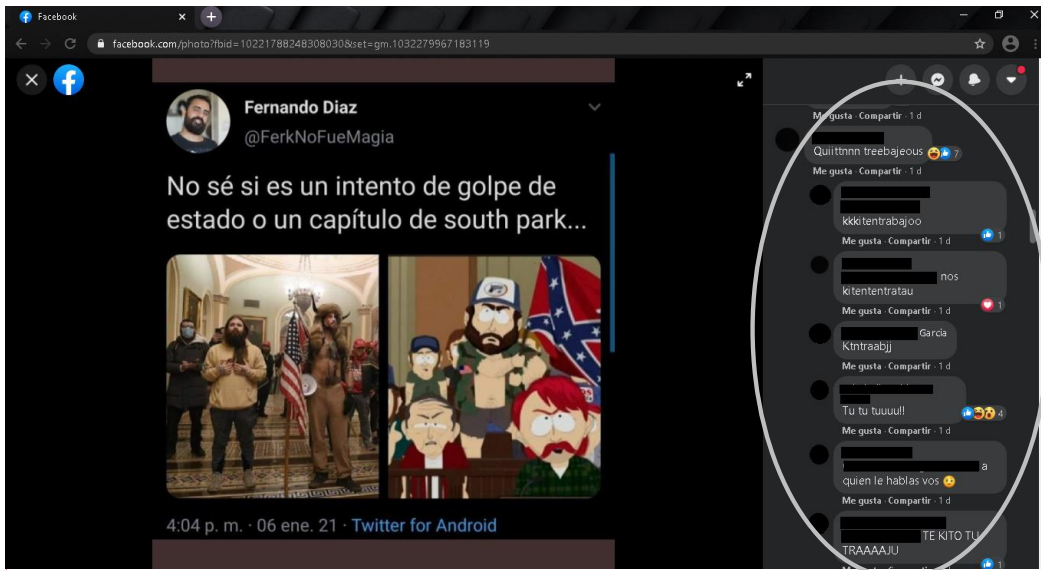 Facebook
facebook.com/photo?fbid=10221788248308030&set=gm.1032279967183119
Fernando Diaz
@FerkNoFueMagia
No sé si es un intento de golpe de
estado o un capítulo de south park...
4:04 p. m. · 06 ene. 21 · Twitter for Android
Me gusta · Compartir · 1 d
Quiittnnn treebajeous 7
Me gusta · Compartir · 1 d
kkkitentrabajoo
Me gusta · Compartir · 1 d 1
nos
kitententratau
Me gusta · Compartir · 1 d 1
Garcia
Ktntraabjj
Me gusta · Compartir · 1 d
Tu tu tuuuu!! 4
Me gusta · Compartir · 1 d
a
quien le hablas vos
Me gusta · Compartir · 1 d
TE KITO TU
TRAAAAJU
1